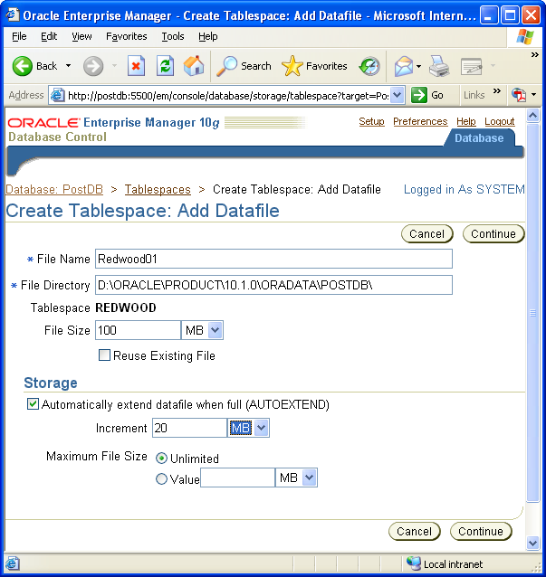 Oracle Enterprise Manager - Create Tablespace: Add Datafile - Microsoft Intern...
File Edit View Favorites Tools Help
Back Search Favorites
Address http://postdb:5500/em/console/database/storage/tablespace?target=Po Go Links »
ORACLE Enterprise Manager 10g Setup Preferences Help Logout
Database Control Database
Database: PostDB > Tablespaces > Create Tablespace: Add Datafile Logged in As SYSTEM
Create Tablespace: Add Datafile
Cancel Continue
* File Name Redwood01
* File Directory D:\ORACLE\PRODUCT\10.1.0\ORADATA\POSTDB\
Tablespace REDWOOD
File Size 100 MB
Reuse Existing File
Storage
Automatically extend datafile when full (AUTOEXTEND)
Increment 20 MB
Maximum File Size Unlimited
Value MB
Cancel Continue
Local intranet